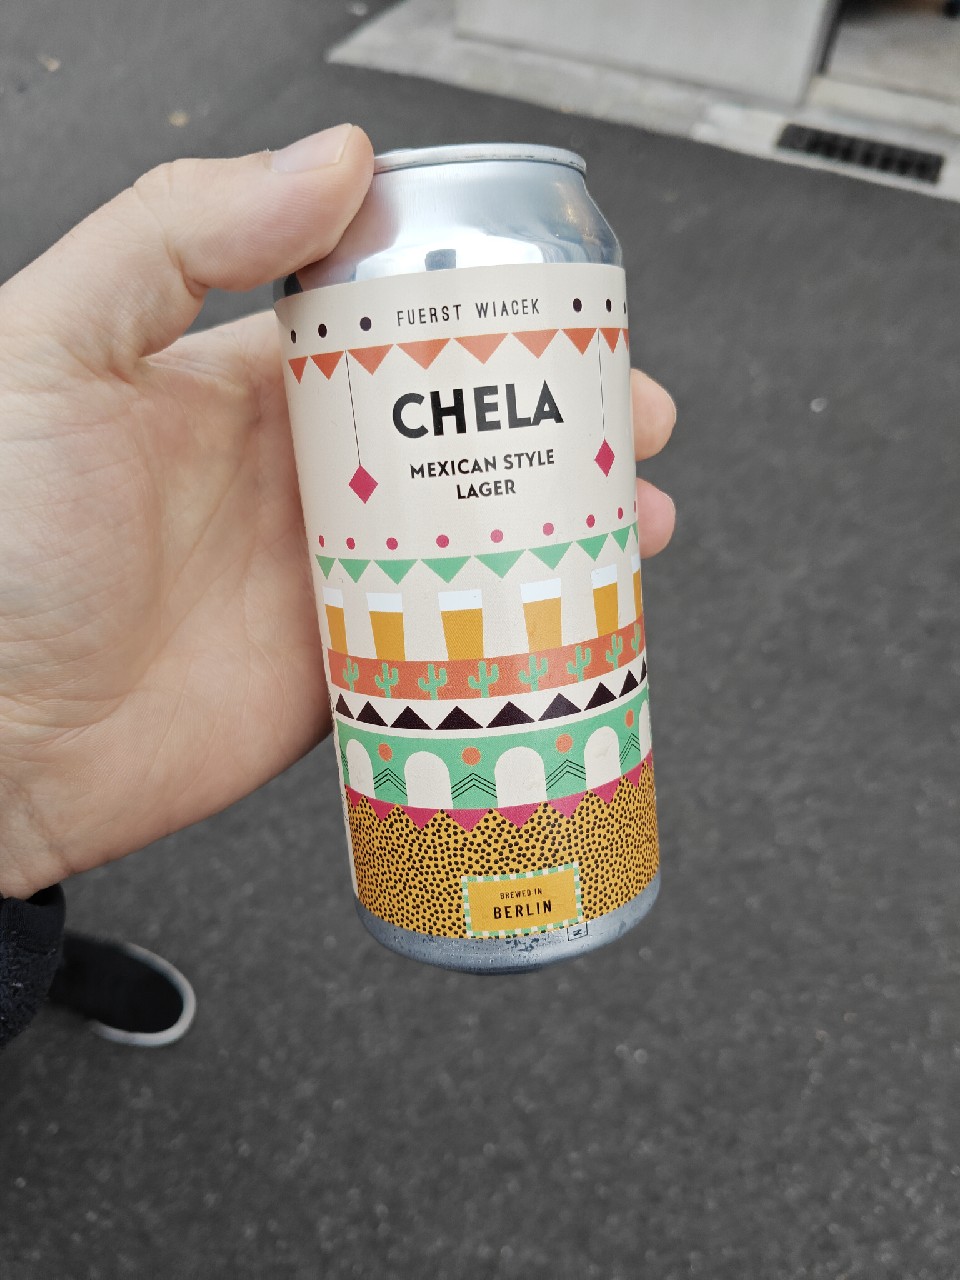 FUERST WIACEK
CHELA
MEXICAN STYLE
LAGER
BREWED IN
BERLIN